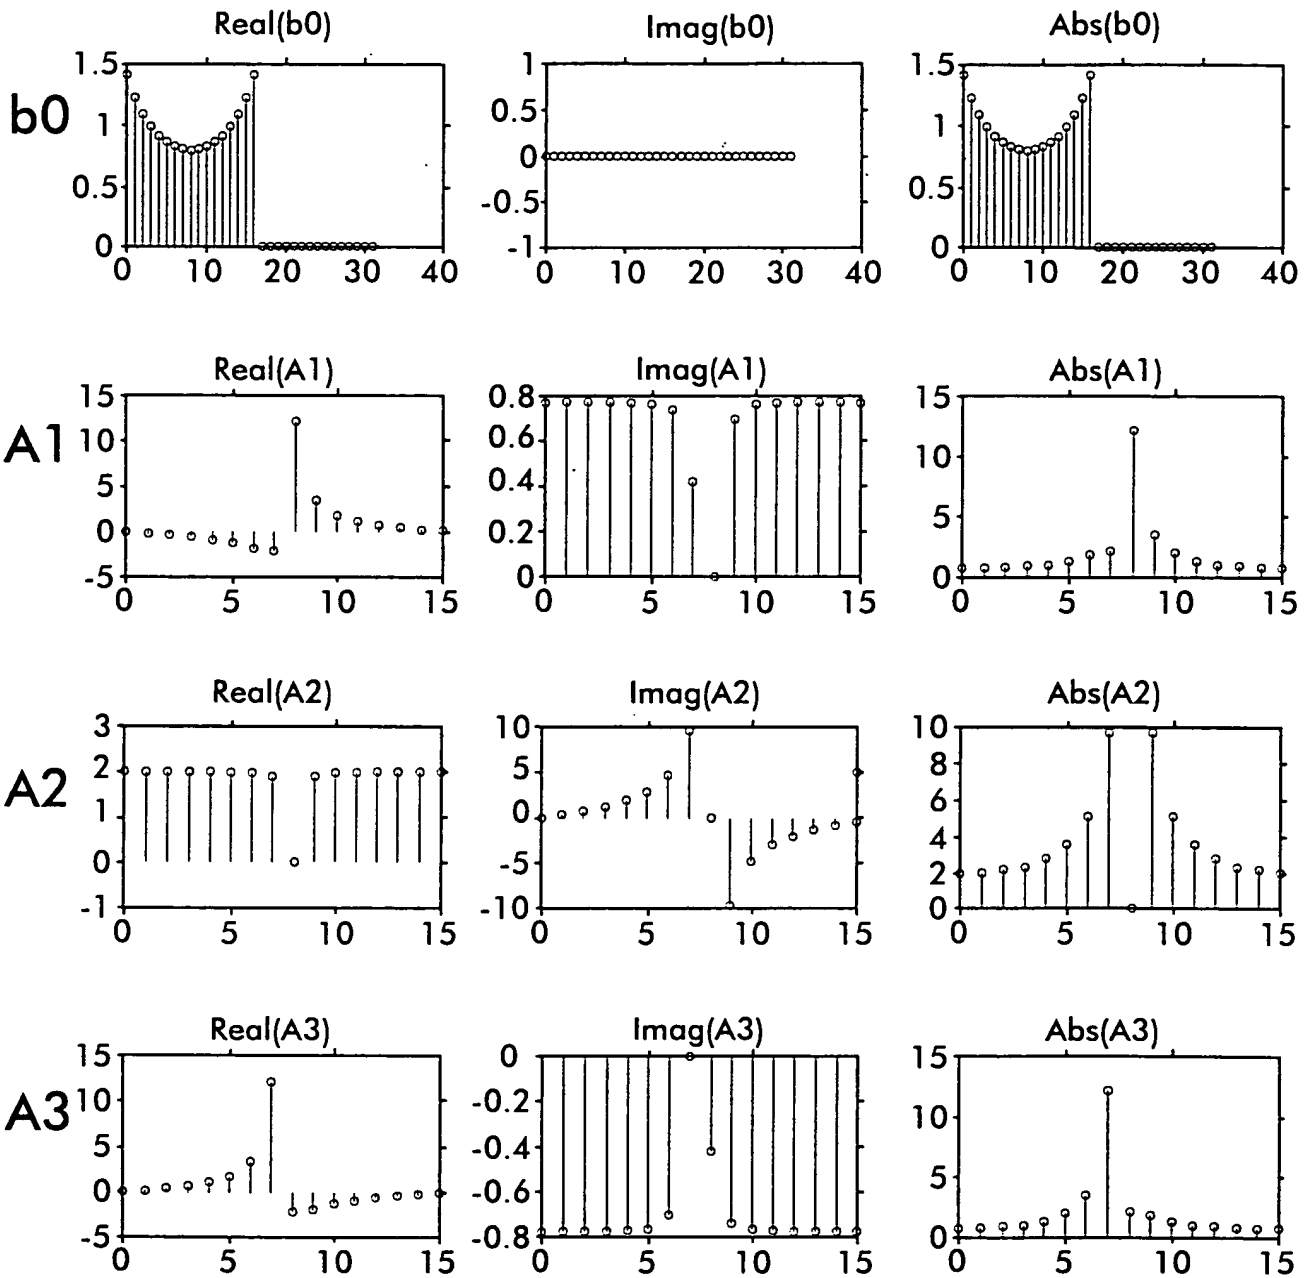 Real(b0) Imag(b0) Abs(b0)
b0
1.5
1
0.5
0
0 10 20 30 40
1
0.5
0
-0.5
-1
0 10 20 30 40
1.5
1
0.5
0
0 10 20 30 40
Real(A1) Imag(A1) Abs(A1)
A1
15
10
5
0
-5
0 5 10 15
0.8
0.6
0.4
0.2
0
0 5 10 15
15
10
5
0
0 5 10 15
Real(A2) Imag(A2) Abs(A2)
A2
3
2
1
0
-1
0 5 10 15
10
5
0
-5
-10
0 5 10 15
10
8
6
4
2
0
0 5 10 15
Real(A3) Imag(A3) Abs(A3)
A3
15
10
5
0
-5
0 5 10 15
0
-0.2
-0.4
-0.6
-0.8
0 5 10 15
15
10
5
0
0 5 10 15